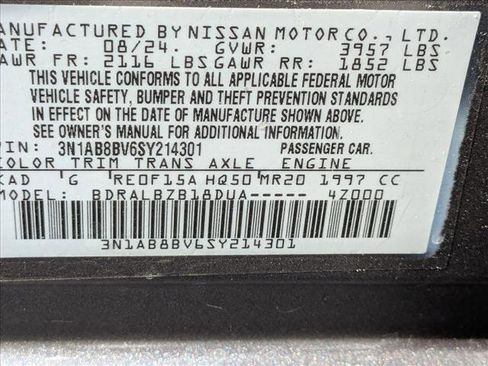 MANUFACTURED BY NISSAN MOTOR CO., LTD.
DATE: 08/24. GVWR: 3957 LBS
GAWR FR: 2116 LBS GAWR RR: 1852 LBS
THIS VEHICLE CONFORMS TO ALL APPLICABLE FEDERAL MOTOR
VEHICLE SAFETY, BUMPER AND THEFT PREVENTION STANDARDS
IN EFFECT ON THE DATE OF MANUFACTURE SHOWN ABOVE.
SEE OWNER'S MANUAL FOR ADDITIONAL INFORMATION.
VIN: 3N1AB8BV6SY214301 PASSENGER CAR.
COLOR TRIM TRANS AXLE ENGINE
KAD G RE0F15A HQ50 MR20 1997 CC
MODEL: BDRALBZB18DUA----- 4Z000
3N1AB8BV6SY214301